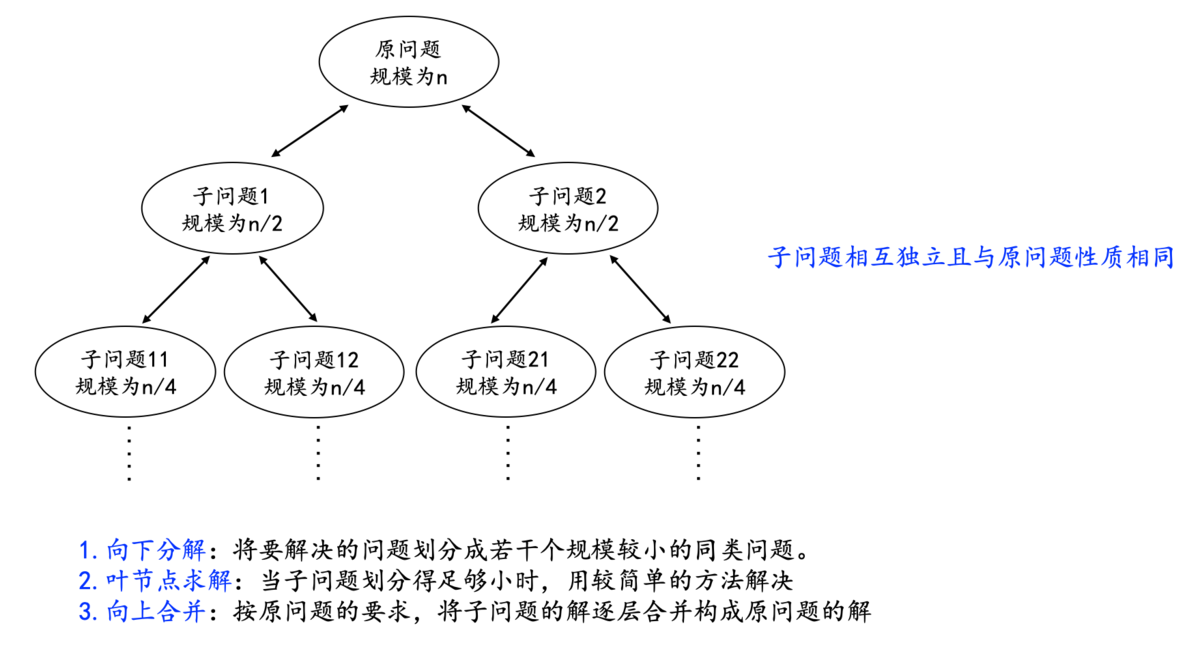 原问题
规模为n
子问题1
规模为n/2
子问题2
规模为n/2
子问题相互独立且与原问题性质相同
子问题11
规模为n/4
子问题12
规模为n/4
子问题21
规模为n/4
子问题22
规模为n/4
1.向下分解：将要解决的问题划分成若干个规模较小的同类问题。
2.叶节点求解：当子问题划分得足够小时，用较简单的方法解决
3.向上合并：按原问题的要求，将子问题的解逐层合并构成原问题的解